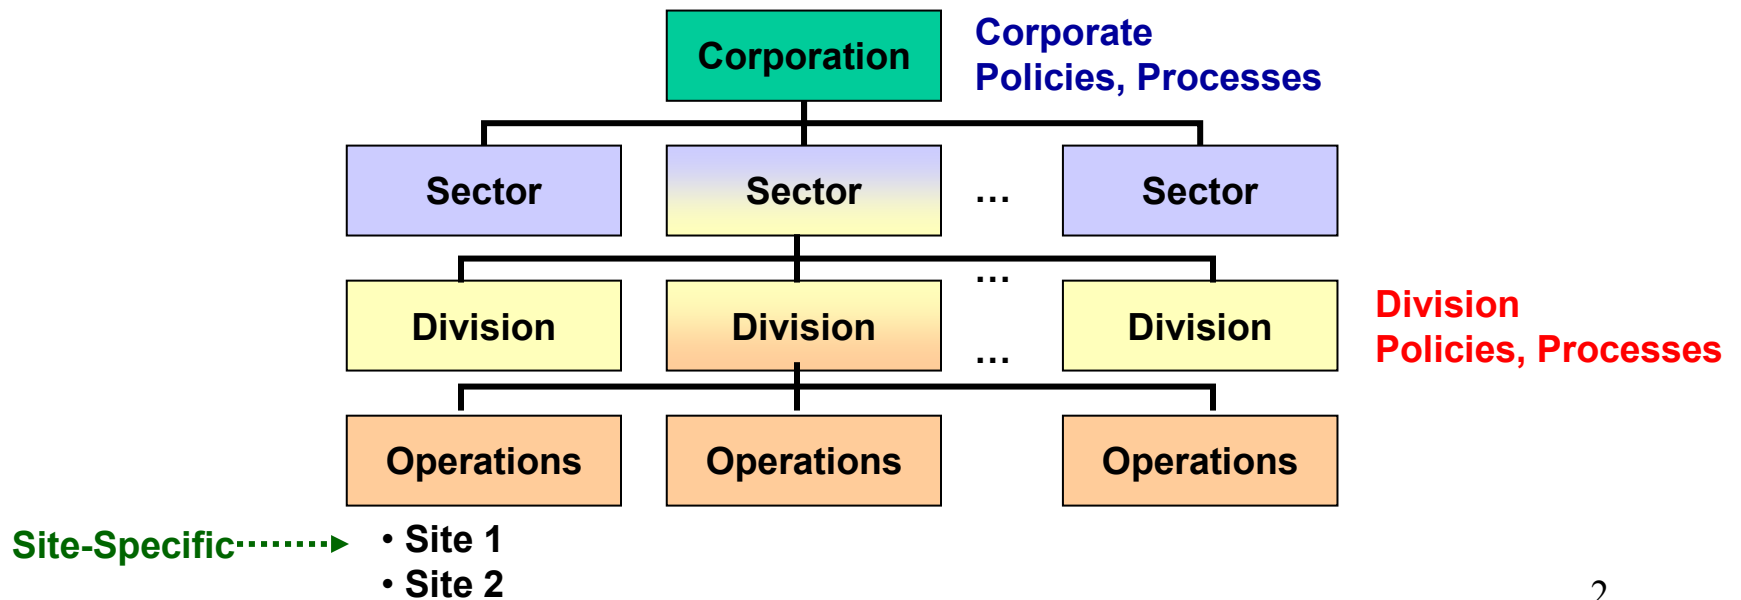 Corporation
Corporate
Policies, Processes
Sector
Sector
…
Sector
…
Division
Division
Division
Division
Policies, Processes
…
Operations
Operations
Operations
Site-Specific
• Site 1
• Site 2
2